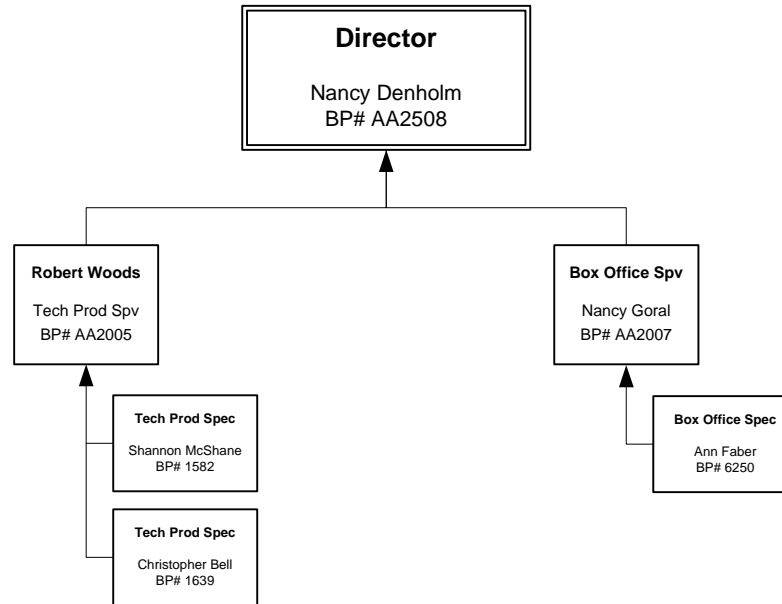 Director
Nancy Denholm
BP# AA2508
Robert Woods
Tech Prod Spv
BP# AA2005
Box Office Spv
Nancy Goral
BP# AA2007
Tech Prod Spec
Shannon McShane
BP# 1582
Box Office Spec
Ann Faber
BP# 6250
Tech Prod Spec
Christopher Bell
BP# 1639